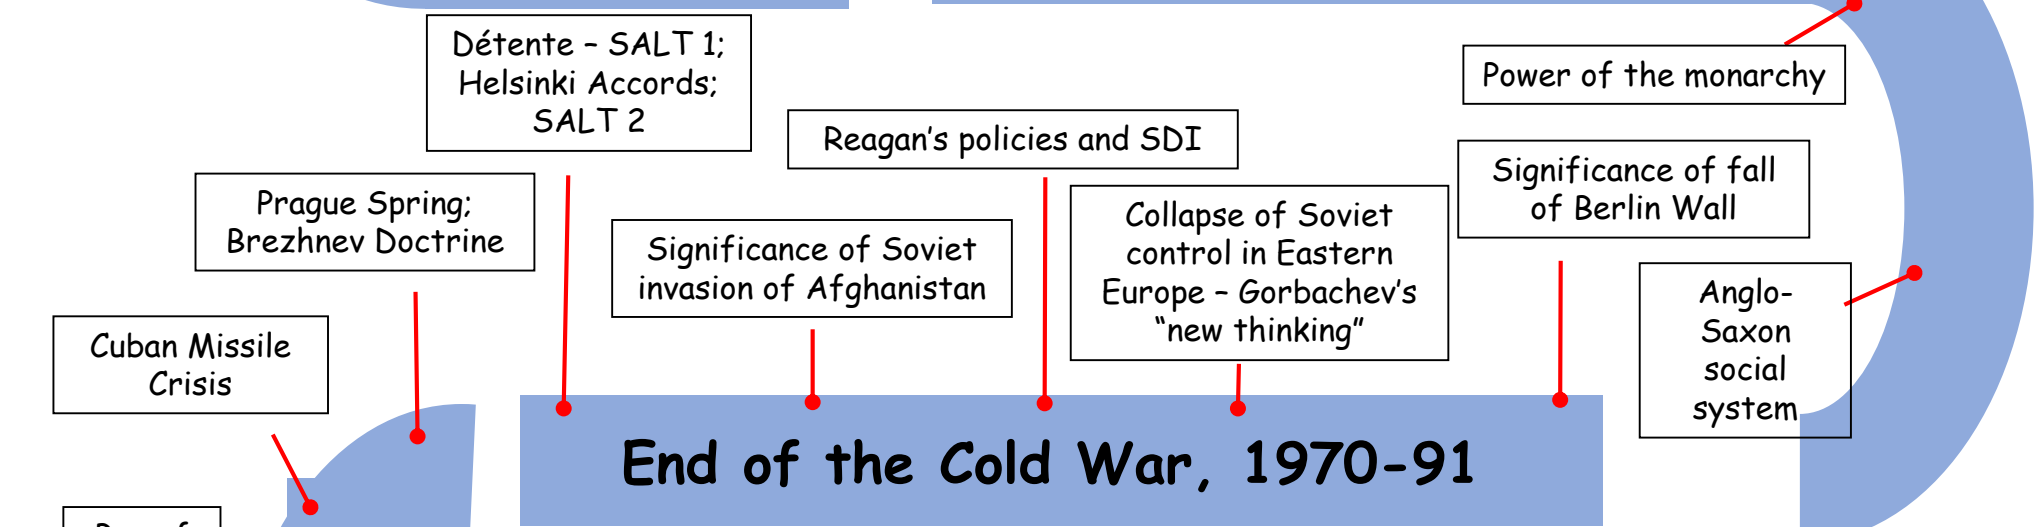 Détente – SALT 1;
Helsinki Accords;
SALT 2
Power of the monarchy
Reagan's policies and SDI
Significance of fall
of Berlin Wall
Prague Spring;
Brezhnev Doctrine
Collapse of Soviet
control in Eastern
Europe – Gorbachev's
"new thinking"
Significance of Soviet
invasion of Afghanistan
Anglo-
Saxon
social
system
Cuban Missile
Crisis
End of the Cold War, 1970-91